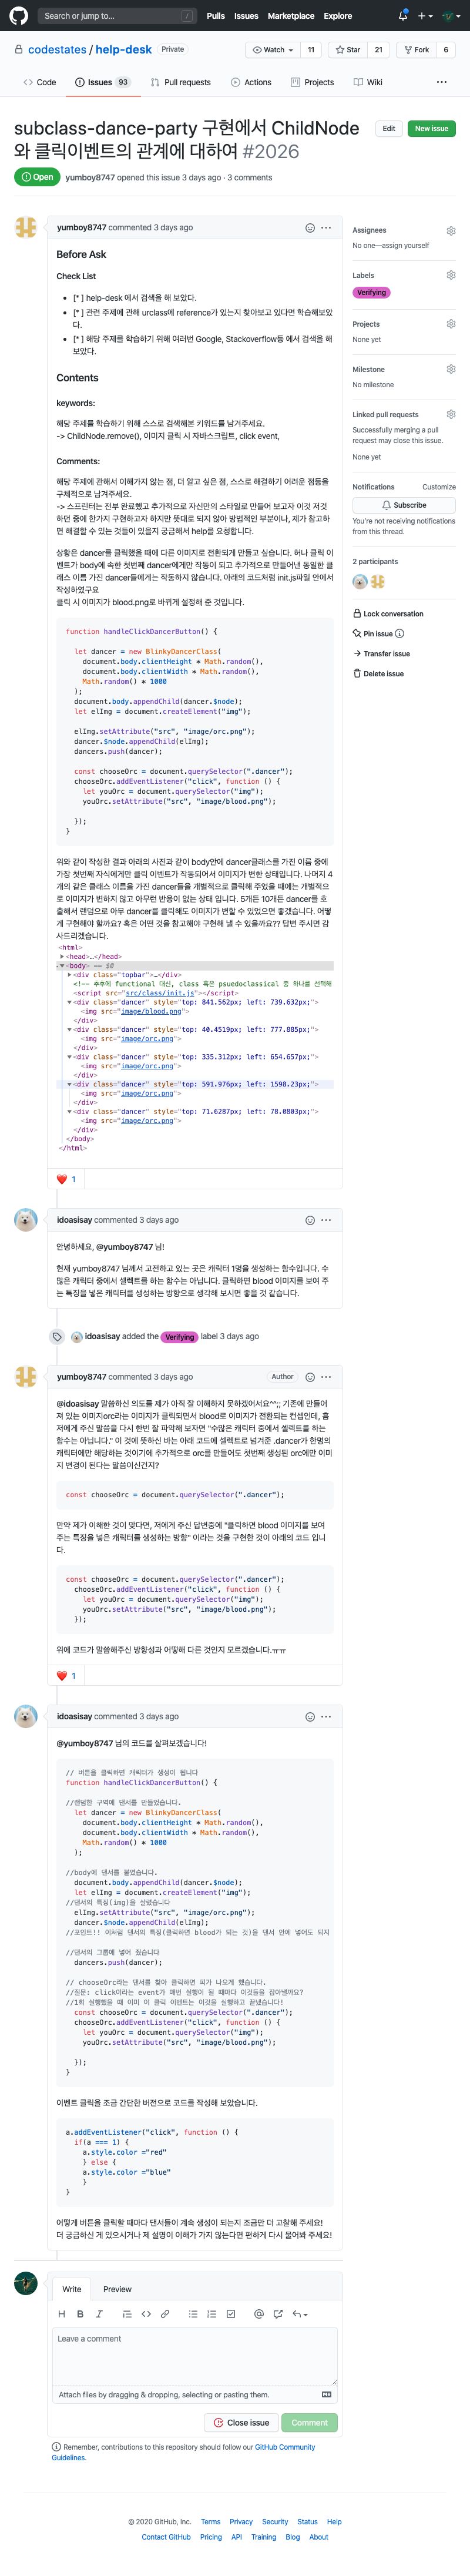 Search or jump to... /
Pulls Issues Marketplace Explore
codestates / help-desk Private
Watch 11 Star 21 Fork 6
Code Issues 93 Pull requests Actions Projects Wiki
subclass-dance-party 구현에서 ChildNode
와 클릭이벤트의 관계에 대하여 #2026
Edit New issue
Open yumboy8747 opened this issue 3 days ago · 3 comments
yumboy8747 commented 3 days ago
Before Ask
Check List
[* ] help-desk 에서 검색을 해 보았다.
[* ] 관련 주제에 관해 urclass에 reference가 있는지 찾아보고 있다면 학습해보았
다.
[* ] 해당 주제를 학습하기 위해 여러번 Google, Stackoverflow등 에서 검색을 해
보았다.
Contents
keywords:
해당 주제를 학습하기 위해 스스로 검색해본 키워드를 남겨주세요.
-> ChildNode.remove(), 이미지 클릭 시 자바스크립트, click event,
Comments:
해당 주제에 관해서 이해가지 않는 점, 더 알고 싶은 점, 스스로 해결하기 어려운 점등을
구체적으로 남겨주세요.
-> 스프린터는 전부 완료했고 추가적으로 자신만의 스타일로 만들어 보고자 이것 저것
하던 중에 한가지 구현하고자 하지만 뜻대로 되지 않아 방법적인 부분이나, 제가 참고하
면 해결할 수 있는 것들이 있을지 궁금해서 help를 요청합니다.
상황은 dancer를 클릭했을 때에 다른 이미지로 전환되게 만들고 싶습니다. 허나 클릭 이
벤트가 body에 속한 첫번째 dancer에게만 작동이 되고 추가적으로 만들어낸 동일한 클
래스 이름 가진 dancer들에게는 작동하지 않습니다. 아래의 코드처럼 init.js파일 안에서
작성하였구요
클릭 시 이미지가 blood.png로 바뀌게 설정해 준 것입니다.
function handleClickDancerButton() {
let dancer = new BlinkyDancerClass(
document.body.clientHeight * Math.random(),
document.body.clientWidth * Math.random(),
Math.random() * 1000
);
document.body.appendChild(dancer.$node);
let elImg = document.createElement("img");
elImg.setAttribute("src", "image/orc.png");
dancer.$node.appendChild(elImg);
dancers.push(dancer);
const chooseOrc = document.querySelector(".dancer");
chooseOrc.addEventListener("click", function () {
let youOrc = document.querySelector("img");
youOrc.setAttribute("src", "image/blood.png");
});
}
위와 같이 작성한 결과 아래의 사진과 같이 body안에 dancer클래스를 가진 이름 중에
가장 첫번째 자식에게만 클릭 이벤트가 작동되어서 이미지가 변한 상태입니다. 나머지 4
개의 같은 클래스 이름을 가진 dancer들을 개별적으로 클릭해 주었을 때에는 개별적으
로 이미지가 변하지 않고 아무런 반응이 없는 상태 입니다. 5개든 10개든 dancer를 호
출해서 랜덤으로 아무 dancer를 클릭해도 이미지가 변할 수 있었으면 좋겠습니다. 어떻
게 구현해야 할까요? 혹은 어떤 것을 참고해야 구현해 낼 수 있을까요?? 답변 주시면 감
사드리겠습니다.
<html>
<head>…</head>
<body> == $0
<div class="topbar">…</div>
<!-- 추후에 functional 대신, class 혹은 psuedoclassical 중 하나를 선택해
<script src="src/class/init.js"></script>
<div class="dancer" style="top: 841.562px; left: 739.632px;">
<img src="image/blood.png">
</div>
<div class="dancer" style="top: 40.4519px; left: 777.885px;">
<img src="image/orc.png">
</div>
<div class="dancer" style="top: 335.312px; left: 654.657px;">
<img src="image/orc.png">
</div>
<div class="dancer" style="top: 591.976px; left: 1598.23px;">
<img src="image/orc.png">
</div>
<div class="dancer" style="top: 71.6287px; left: 78.0803px;">
<img src="image/orc.png">
</div>
</body>
</html>
1
idoasisay commented 3 days ago
안녕하세요, @yumboy8747 님!
현재 yumboy8747 님께서 고전하고 있는 곳은 캐릭터 1명을 생성하는 함수입니다. 수
많은 캐릭터 중에서 셀렉트를 하는 함수는 아닙니다. 클릭하면 blood 이미지를 보여 주
는 특징을 넣은 캐릭터를 생성하는 방향으로 생각해 보시면 좋을 것 같습니다.
idoasisay added the Verifying label 3 days ago
yumboy8747 commented 3 days ago Author
@idoasisay 말씀하신 의도를 제가 아직 잘 이해하지 못하겠어서요^^;; 기존에 만들어
져 있는 이미지orc라는 이미지가 클릭되면서 blood로 이미지가 전환되는 컨셉인데, 흠
저에게 주신 말씀을 다시 한번 잘 파악해 보자면 "수많은 캐릭터 중에서 셀렉트를 하는
함수는 아닙니다." 이 것에 뜻하신 바는 아래 코드에 셀렉트로 넘겨준 .dancer가 한명의
캐릭터에만 해당하는 것이기에 추가적으로 orc를 만들어도 첫번째 생성된 orc에만 이미
지 변경이 된다는 말씀이신건지?
const chooseOrc = document.querySelector(".dancer");
만약 제가 이해한 것이 맞다면, 저에게 주신 답변중에 "클릭하면 blood 이미지를 보여
주는 특징을 넣은 캐릭터를 생성하는 방향" 이라는 것을 구현한 것이 아래의 코드 입니
다.
const chooseOrc = document.querySelector(".dancer");
chooseOrc.addEventListener("click", function () {
let youOrc = document.querySelector("img");
youOrc.setAttribute("src", "image/blood.png");
});
위에 코드가 말씀해주신 방향성과 어떻해 다른 것인지 모르겠습니다.ㅠㅠ
1
idoasisay commented 3 days ago
@yumboy8747 님의 코드를 살펴보겠습니다!
// 버튼을 클릭하면 캐릭터가 생성이 됩니다
function handleClickDancerButton() {
//랜덤한 구역에 댄서를 만들었습니다.
let dancer = new BlinkyDancerClass(
document.body.clientHeight * Math.random(),
document.body.clientWidth * Math.random(),
Math.random() * 1000
);
//body에 댄서를 붙였습니다.
document.body.appendChild(dancer.$node);
let elImg = document.createElement("img");
//댄서의 특징(img)을 살렸습니다
elImg.setAttribute("src", "image/orc.png");
dancer.$node.appendChild(elImg);
//포인트!! 이처럼 댄서의 특징(클릭하면 blood가 되는 것)을 댄서 안에 넣어도 되지
//댄서의 그룹에 넣어 줬습니다
dancers.push(dancer);
// chooseOrc라는 댄서를 찾아 클릭하면 피가 나오게 했습니다.
//질문: click이라는 event가 매번 실행이 될 때마다 이것들을 잡아낼까요?
//1회 실행했을 때 이미 이 클릭 이벤트는 이것을 실행하고 끝냈습니다!
const chooseOrc = document.querySelector(".dancer");
chooseOrc.addEventListener("click", function () {
let youOrc = document.querySelector("img");
youOrc.setAttribute("src", "image/blood.png");
});
}
이벤트 클릭을 조금 간단한 버전으로 코드를 작성해 보았습니다.
a.addEventListener("click", function () {
if(a === 1) {
a.style.color ="red"
} else {
a.style.color ="blue"
}
}
어떻게 버튼을 클릭할 때마다 댄서들이 계속 생성이 되는지 조금만 더 고찰해 주세요!
더 궁금하신 게 있으시거나 제 설명이 이해가 가지 않는다면 편하게 다시 물어봐 주세요!
Write Preview
Leave a comment
Attach files by dragging & dropping, selecting or pasting them.
Close issue Comment
Remember, contributions to this repository should follow our GitHub Community
Guidelines.
Assignees
No one—assign yourself
Labels
Verifying
Projects
None yet
Milestone
No milestone
Linked pull requests
Successfully merging a pull
request may close this issue.
None yet
Notifications Customize
Subscribe
You're not receiving notifications
from this thread.
2 participants
Lock conversation
Pin issue
Transfer issue
Delete issue
© 2020 GitHub, Inc. Terms Privacy Security Status Help
Contact GitHub Pricing API Training Blog About